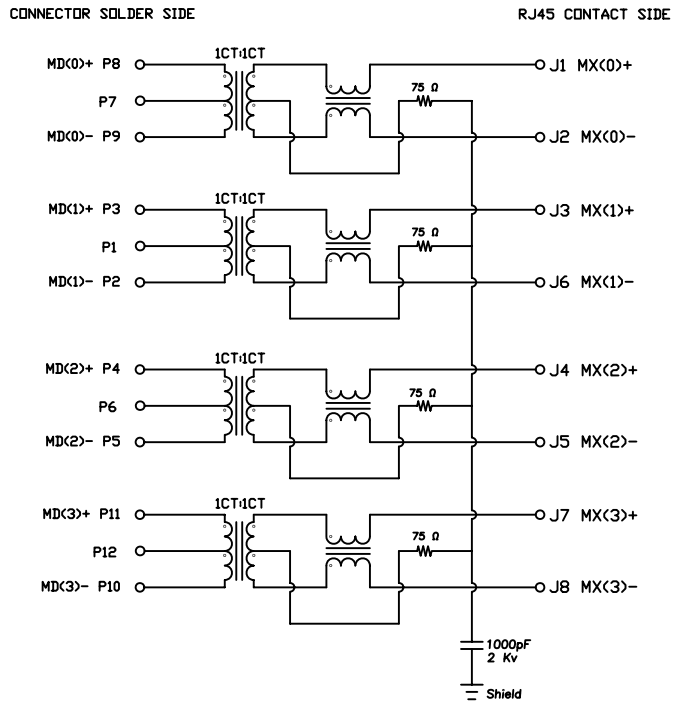 CONNECTOR SOLDER SIDE
RJ45 CONTACT SIDE
1CT:1CT
MD(0)+ P8
J1 MX(0)+
75 Ω
P7
MD(0)- P9
J2 MX(0)-
1CT:1CT
MD(1)+ P3
J3 MX(1)+
75 Ω
P1
MD(1)- P2
J6 MX(1)-
1CT:1CT
MD(2)+ P4
J4 MX(2)+
75 Ω
P6
MD(2)- P5
J5 MX(2)-
1CT:1CT
MD(3)+ P11
J7 MX(3)+
75 Ω
P12
MD(3)- P10
J8 MX(3)-
1000pF
2 Kv
Shield